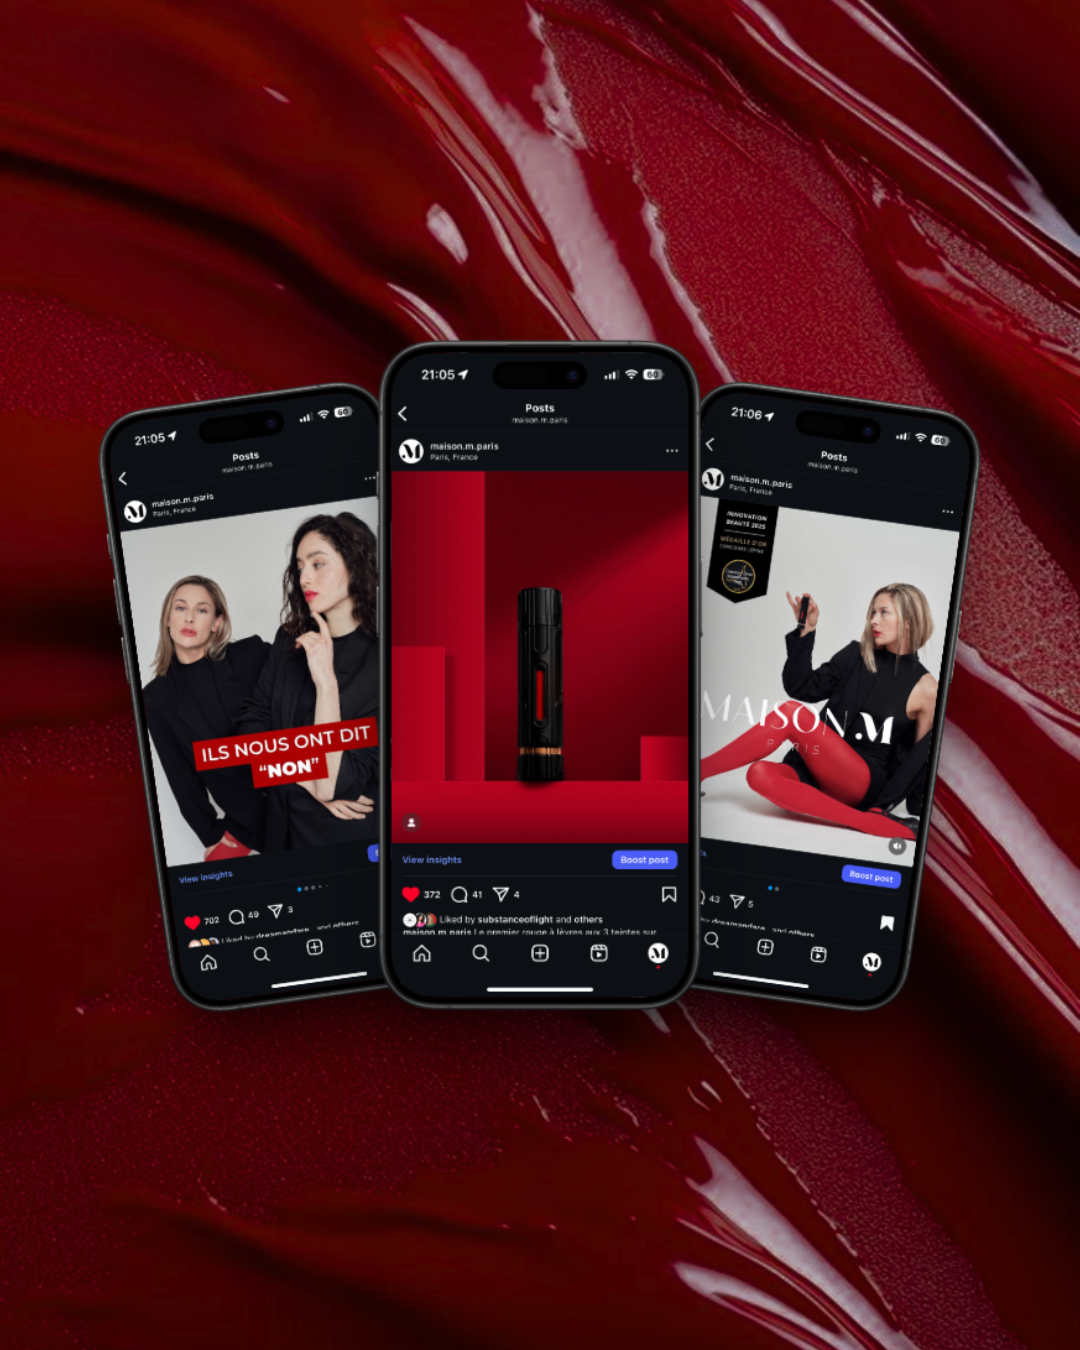 21:05
60
Posts
maison.m.paris
maison.m.paris
Paris, France
ILS NOUS ONT DIT
“NON”
View insights
702
49
3
Liked by dreamandare and others
21:05
60
Posts
maison.m.paris
maison.m.paris
Paris, France
View insights
Boost post
372
41
4
Liked by substanceoflight and others
maison.m.paris Le premier rouge à lèvres aux 3 teintes sur
21:06
60
Posts
maison.m.paris
maison.m.paris
Paris, France
INNOVATION
BEAUTÉ 2025
MÉDAILLE D'OR
CONCOURS LÉPINE
MAISON.M
PARIS
Boost post
43
5
and others